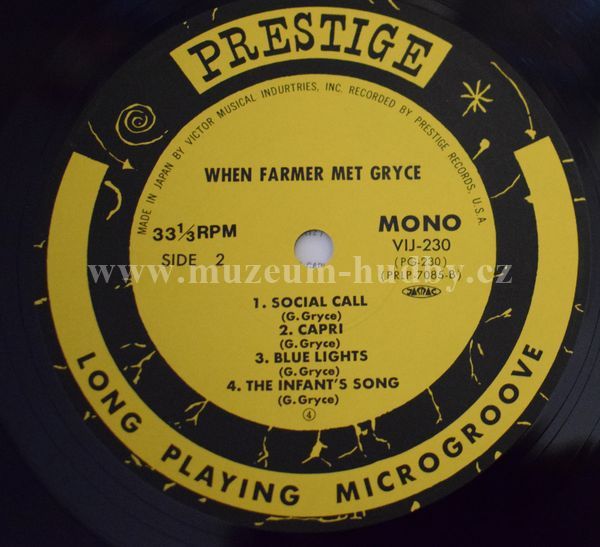 PRESTIGE
MADE IN JAPAN BY VICTOR MUSICAL INDURTRIES, INC. RECORDED BY PRESTIGE RECORDS, U.S.A.
WHEN FARMER MET GRYCE
33⅓RPM
SIDE 2
MONO
VIJ-230
(PG-230)
(PRLP-7085-B)
JASRAC
www.muzeum-hudby.cz
1. SOCIAL CALL
(G. Gryce)
2. CAPRI
(G. Gryce)
3. BLUE LIGHTS
(G. Gryce)
4. THE INFANT'S SONG
(G. Gryce)
④
LONG PLAYING MICROGROOVE